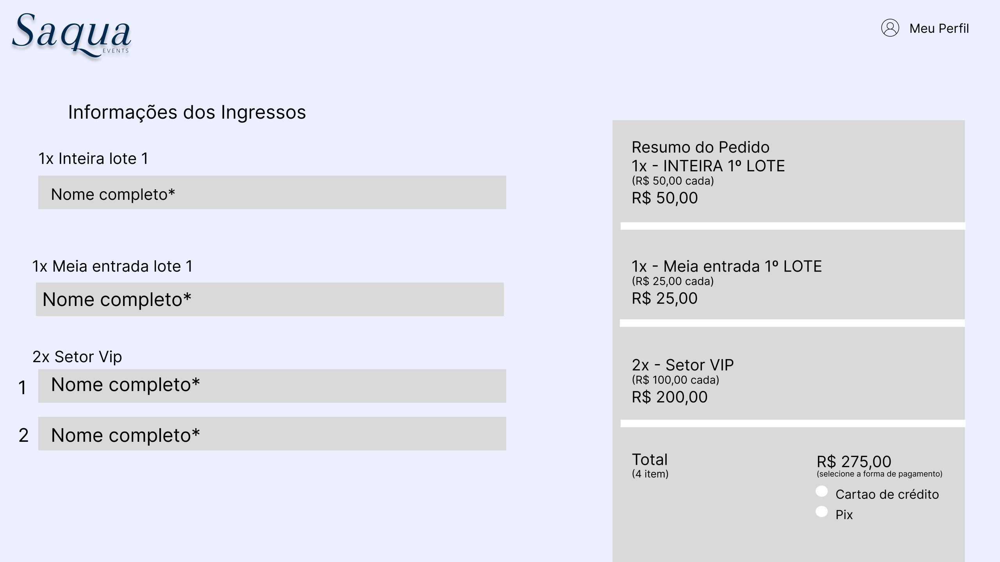 Saqua
EVENTS
Meu Perfil
Informações dos Ingressos
1x Inteira lote 1
Nome completo*
1x Meia entrada lote 1
Nome completo*
2x Setor Vip
1
Nome completo*
2
Nome completo*
Resumo do Pedido
1x - INTEIRA 1º LOTE
(R$ 50,00 cada)
R$ 50,00
1x - Meia entrada 1º LOTE
(R$ 25,00 cada)
R$ 25,00
2x - Setor VIP
(R$ 100,00 cada)
R$ 200,00
Total
(4 item)
R$ 275,00
(selecione a forma de pagamento)
Cartao de crédito
Pix